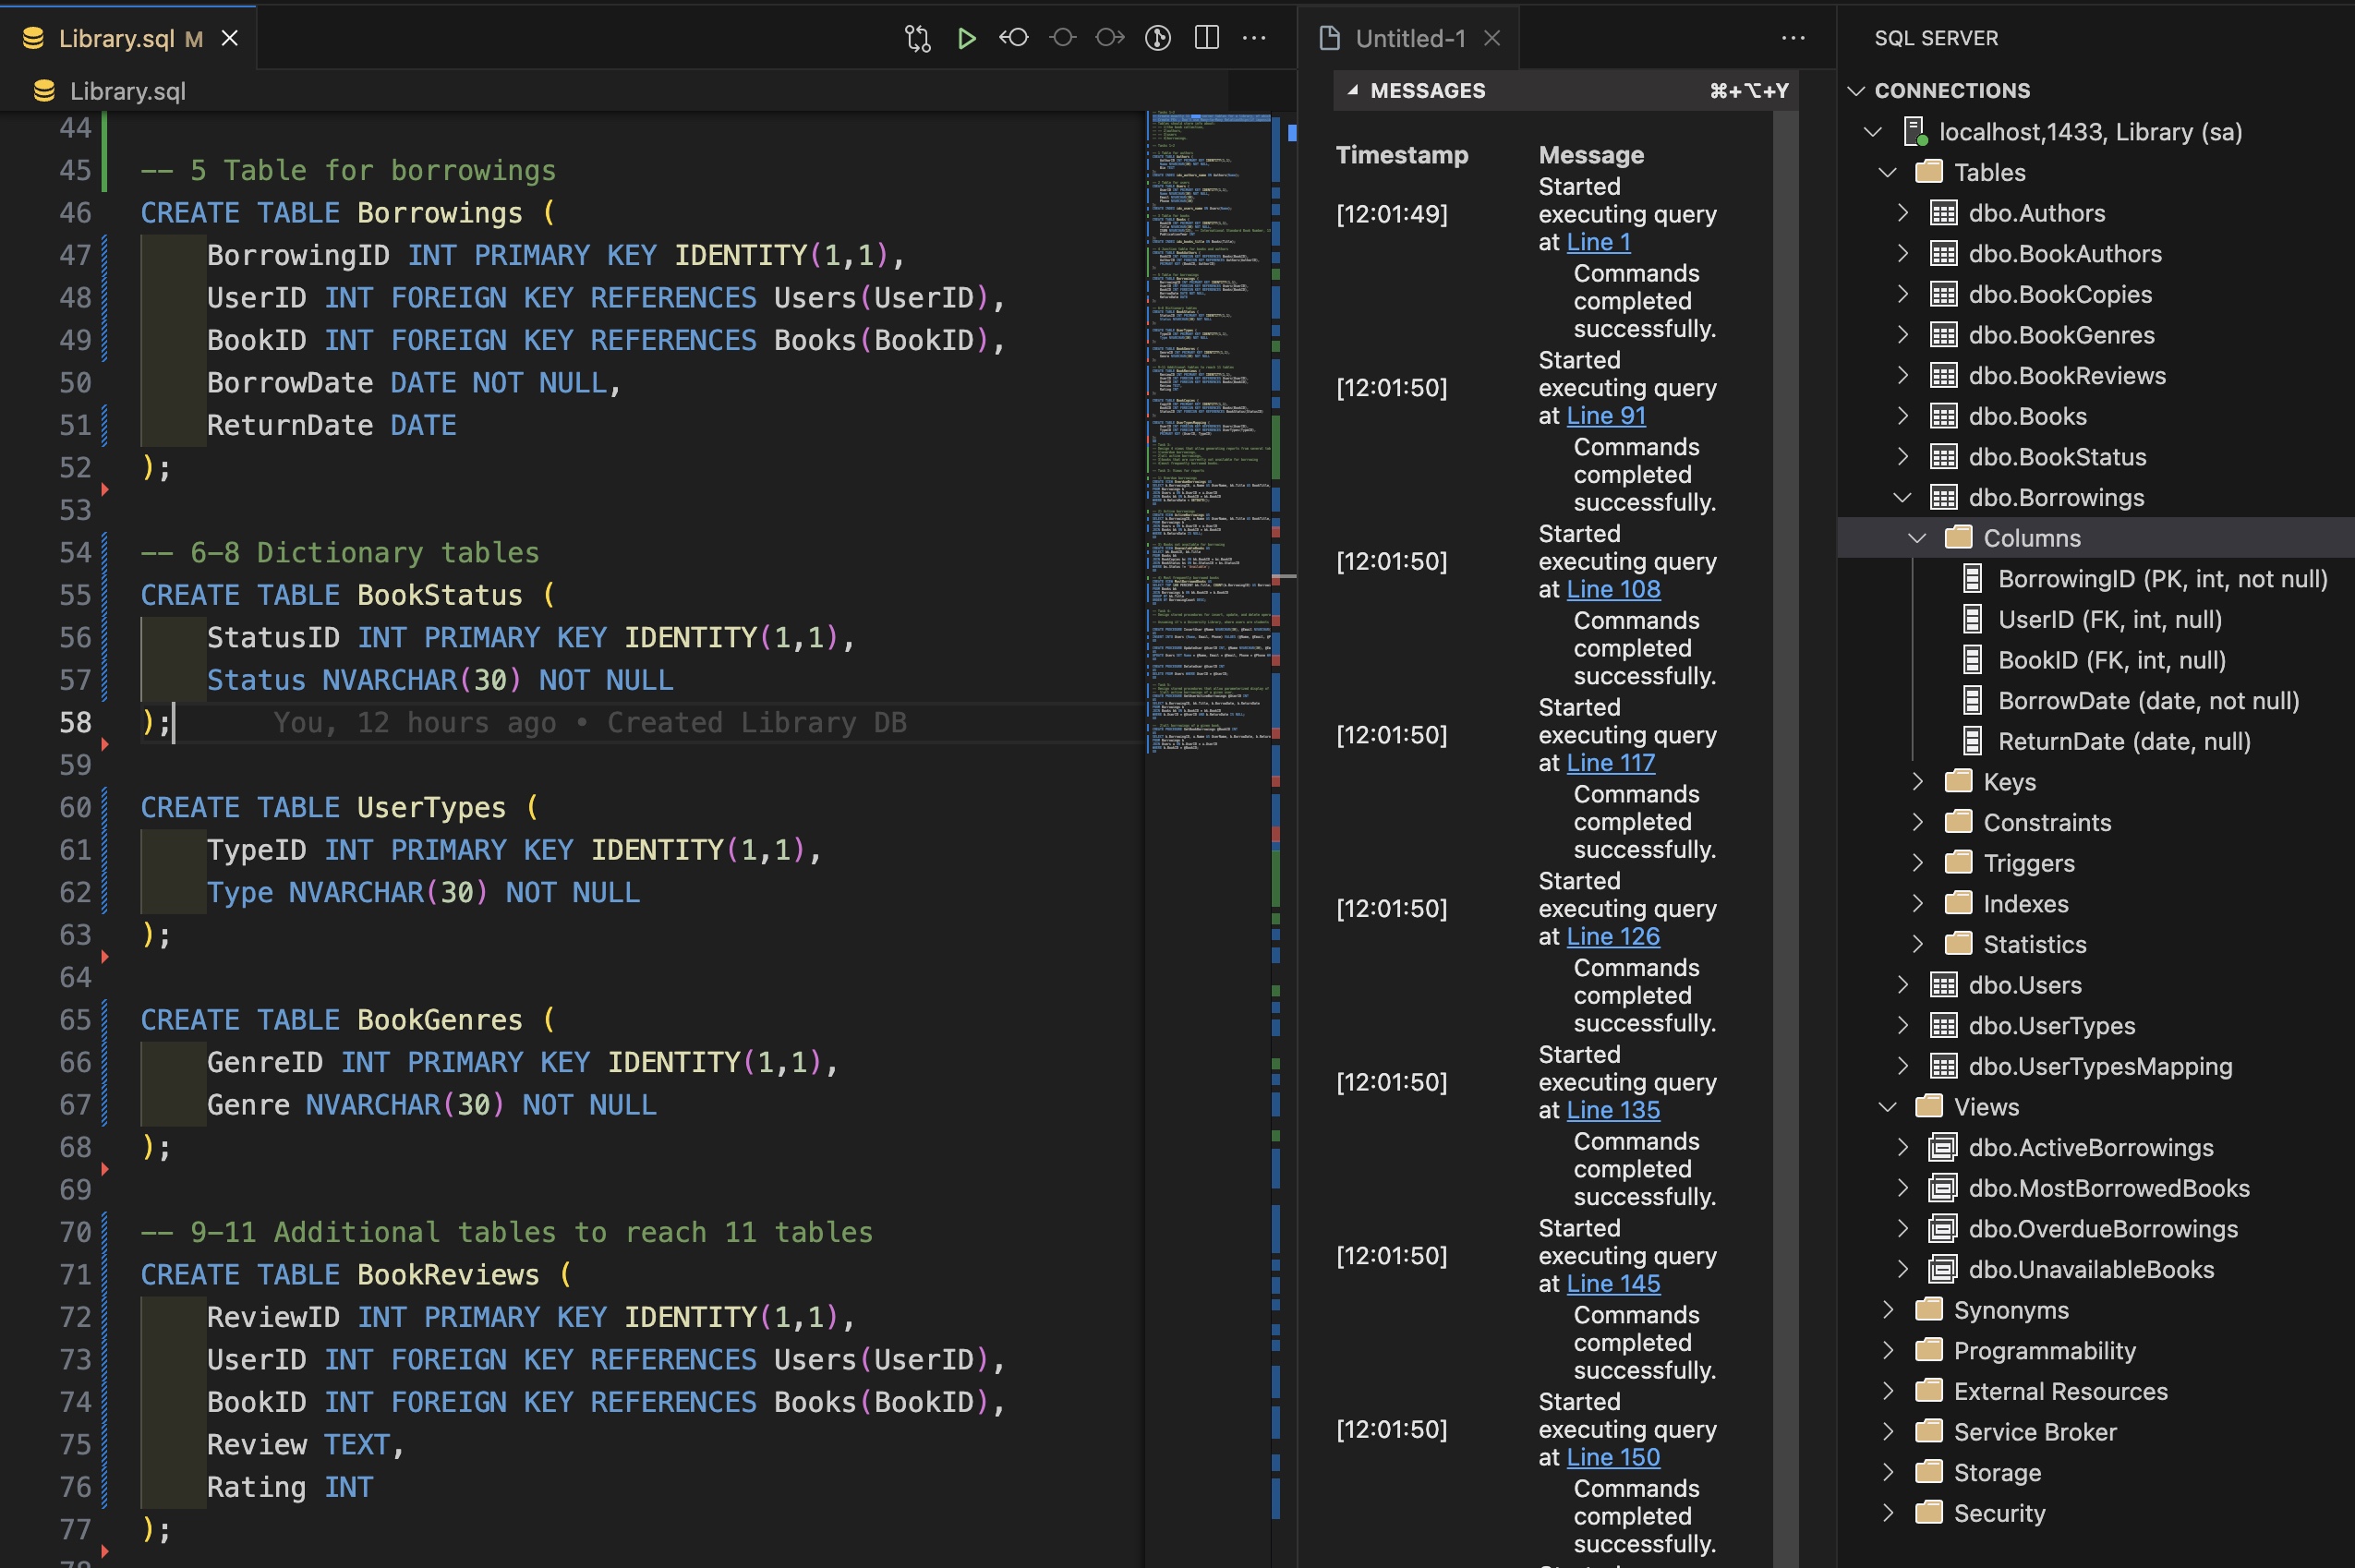 Library.sql M
Library.sql
44
45 -- 5 Table for borrowings
46 CREATE TABLE Borrowings (
47 BorrowingID INT PRIMARY KEY IDENTITY(1,1),
48 UserID INT FOREIGN KEY REFERENCES Users(UserID),
49 BookID INT FOREIGN KEY REFERENCES Books(BookID),
50 BorrowDate DATE NOT NULL,
51 ReturnDate DATE
52 );
53
54 -- 6-8 Dictionary tables
55 CREATE TABLE BookStatus (
56 StatusID INT PRIMARY KEY IDENTITY(1,1),
57 Status NVARCHAR(30) NOT NULL
58 ); You, 12 hours ago • Created Library DB
59
60 CREATE TABLE UserTypes (
61 TypeID INT PRIMARY KEY IDENTITY(1,1),
62 Type NVARCHAR(30) NOT NULL
63 );
64
65 CREATE TABLE BookGenres (
66 GenreID INT PRIMARY KEY IDENTITY(1,1),
67 Genre NVARCHAR(30) NOT NULL
68 );
69
70 -- 9-11 Additional tables to reach 11 tables
71 CREATE TABLE BookReviews (
72 ReviewID INT PRIMARY KEY IDENTITY(1,1),
73 UserID INT FOREIGN KEY REFERENCES Users(UserID),
74 BookID INT FOREIGN KEY REFERENCES Books(BookID),
75 Review TEXT,
76 Rating INT
77 );
Untitled-1
MESSAGES ⌘+⌥+Y
Timestamp Message
[12:01:49] Started
executing query
at Line 1
Commands
completed
successfully.
[12:01:50] Started
executing query
at Line 91
Commands
completed
successfully.
[12:01:50] Started
executing query
at Line 108
Commands
completed
successfully.
[12:01:50] Started
executing query
at Line 117
Commands
completed
successfully.
[12:01:50] Started
executing query
at Line 126
Commands
completed
successfully.
[12:01:50] Started
executing query
at Line 135
Commands
completed
successfully.
[12:01:50] Started
executing query
at Line 145
Commands
completed
successfully.
[12:01:50] Started
executing query
at Line 150
Commands
completed
successfully.
SQL SERVER
CONNECTIONS
localhost,1433, Library (sa)
Tables
dbo.Authors
dbo.BookAuthors
dbo.BookCopies
dbo.BookGenres
dbo.BookReviews
dbo.Books
dbo.BookStatus
dbo.Borrowings
Columns
BorrowingID (PK, int, not null)
UserID (FK, int, null)
BookID (FK, int, null)
BorrowDate (date, not null)
ReturnDate (date, null)
Keys
Constraints
Triggers
Indexes
Statistics
dbo.Users
dbo.UserTypes
dbo.UserTypesMapping
Views
dbo.ActiveBorrowings
dbo.MostBorrowedBooks
dbo.OverdueBorrowings
dbo.UnavailableBooks
Synonyms
Programmability
External Resources
Service Broker
Storage
Security